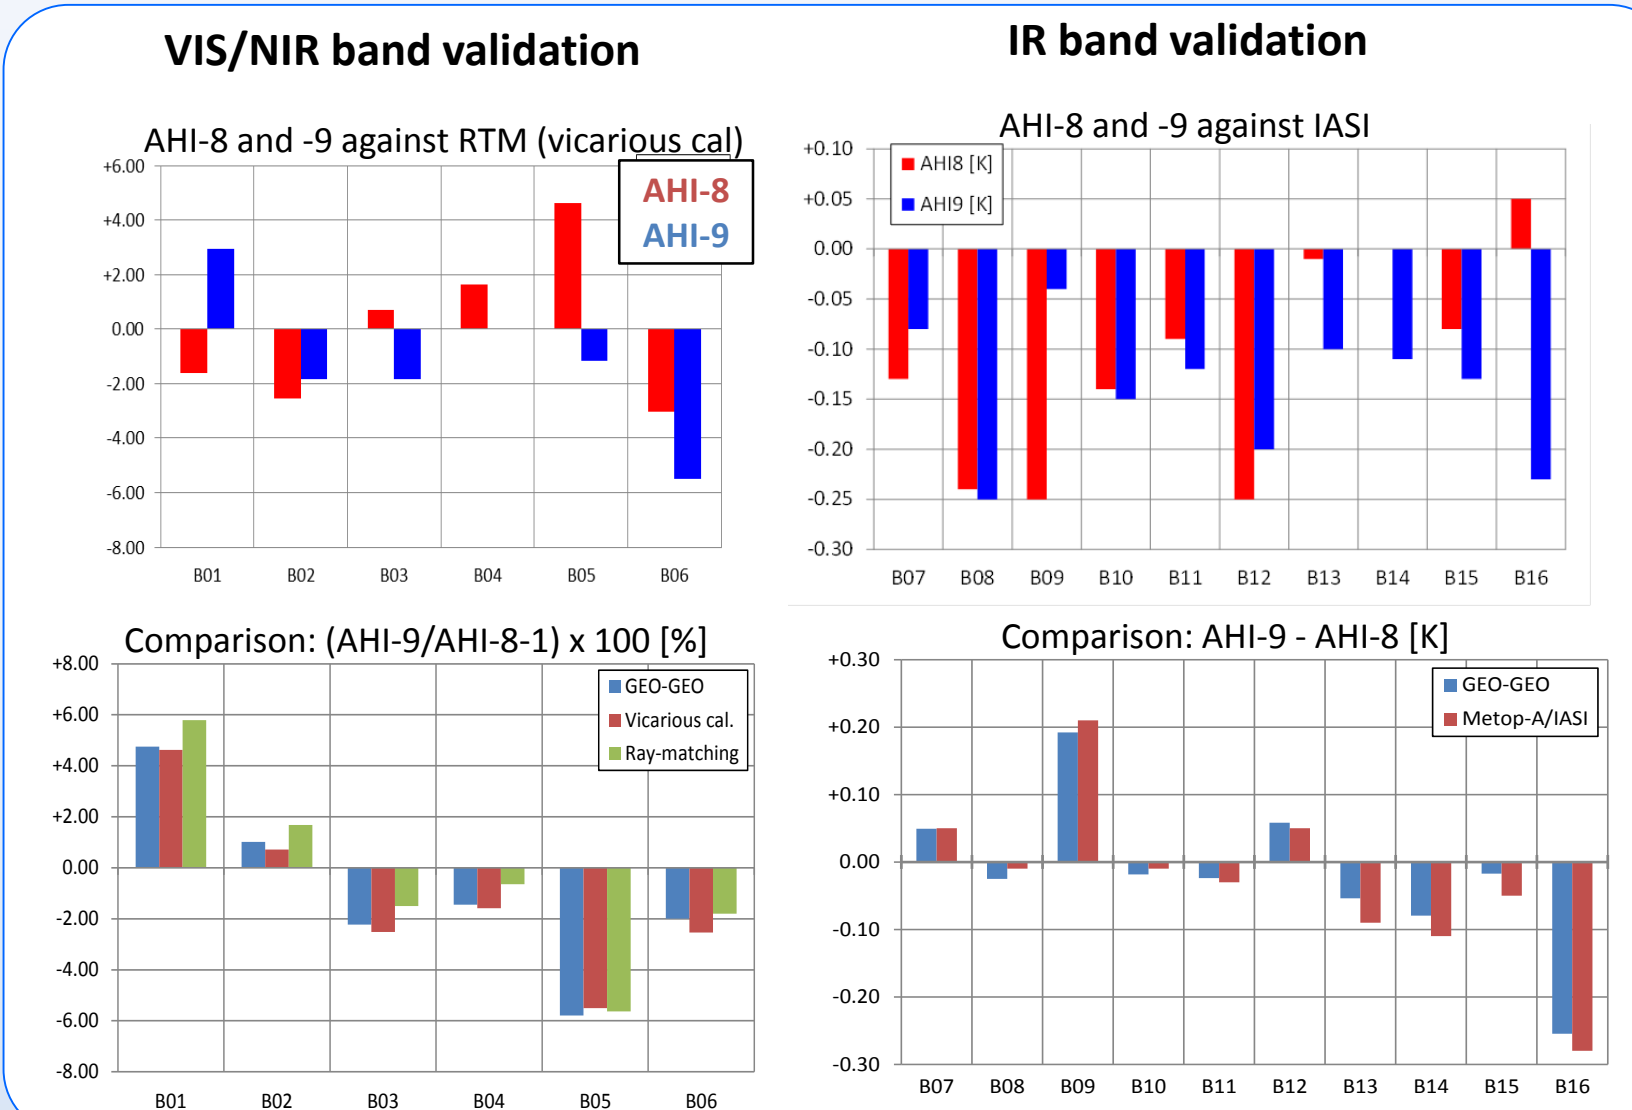 VIS/NIR band validation
AHI-8 and -9 against RTM (vicarious cal)
AHI-8
AHI-9
+6.00
+4.00
+2.00
0.00
-2.00
-4.00
-6.00
-8.00
B01 B02 B03 B04 B05 B06
Comparison: (AHI-9/AHI-8-1) x 100 [%]
GEO-GEO
Vicarious cal.
Ray-matching
+8.00
+6.00
+4.00
+2.00
0.00
-2.00
-4.00
-6.00
-8.00
B01 B02 B03 B04 B05 B06
IR band validation
AHI-8 and -9 against IASI
AHI8 [K]
AHI9 [K]
+0.10
+0.05
0.00
-0.05
-0.10
-0.15
-0.20
-0.25
-0.30
B07 B08 B09 B10 B11 B12 B13 B14 B15 B16
Comparison: AHI-9 - AHI-8 [K]
GEO-GEO
Metop-A/IASI
+0.30
+0.20
+0.10
0.00
-0.10
-0.20
-0.30
B07 B08 B09 B10 B11 B12 B13 B14 B15 B16